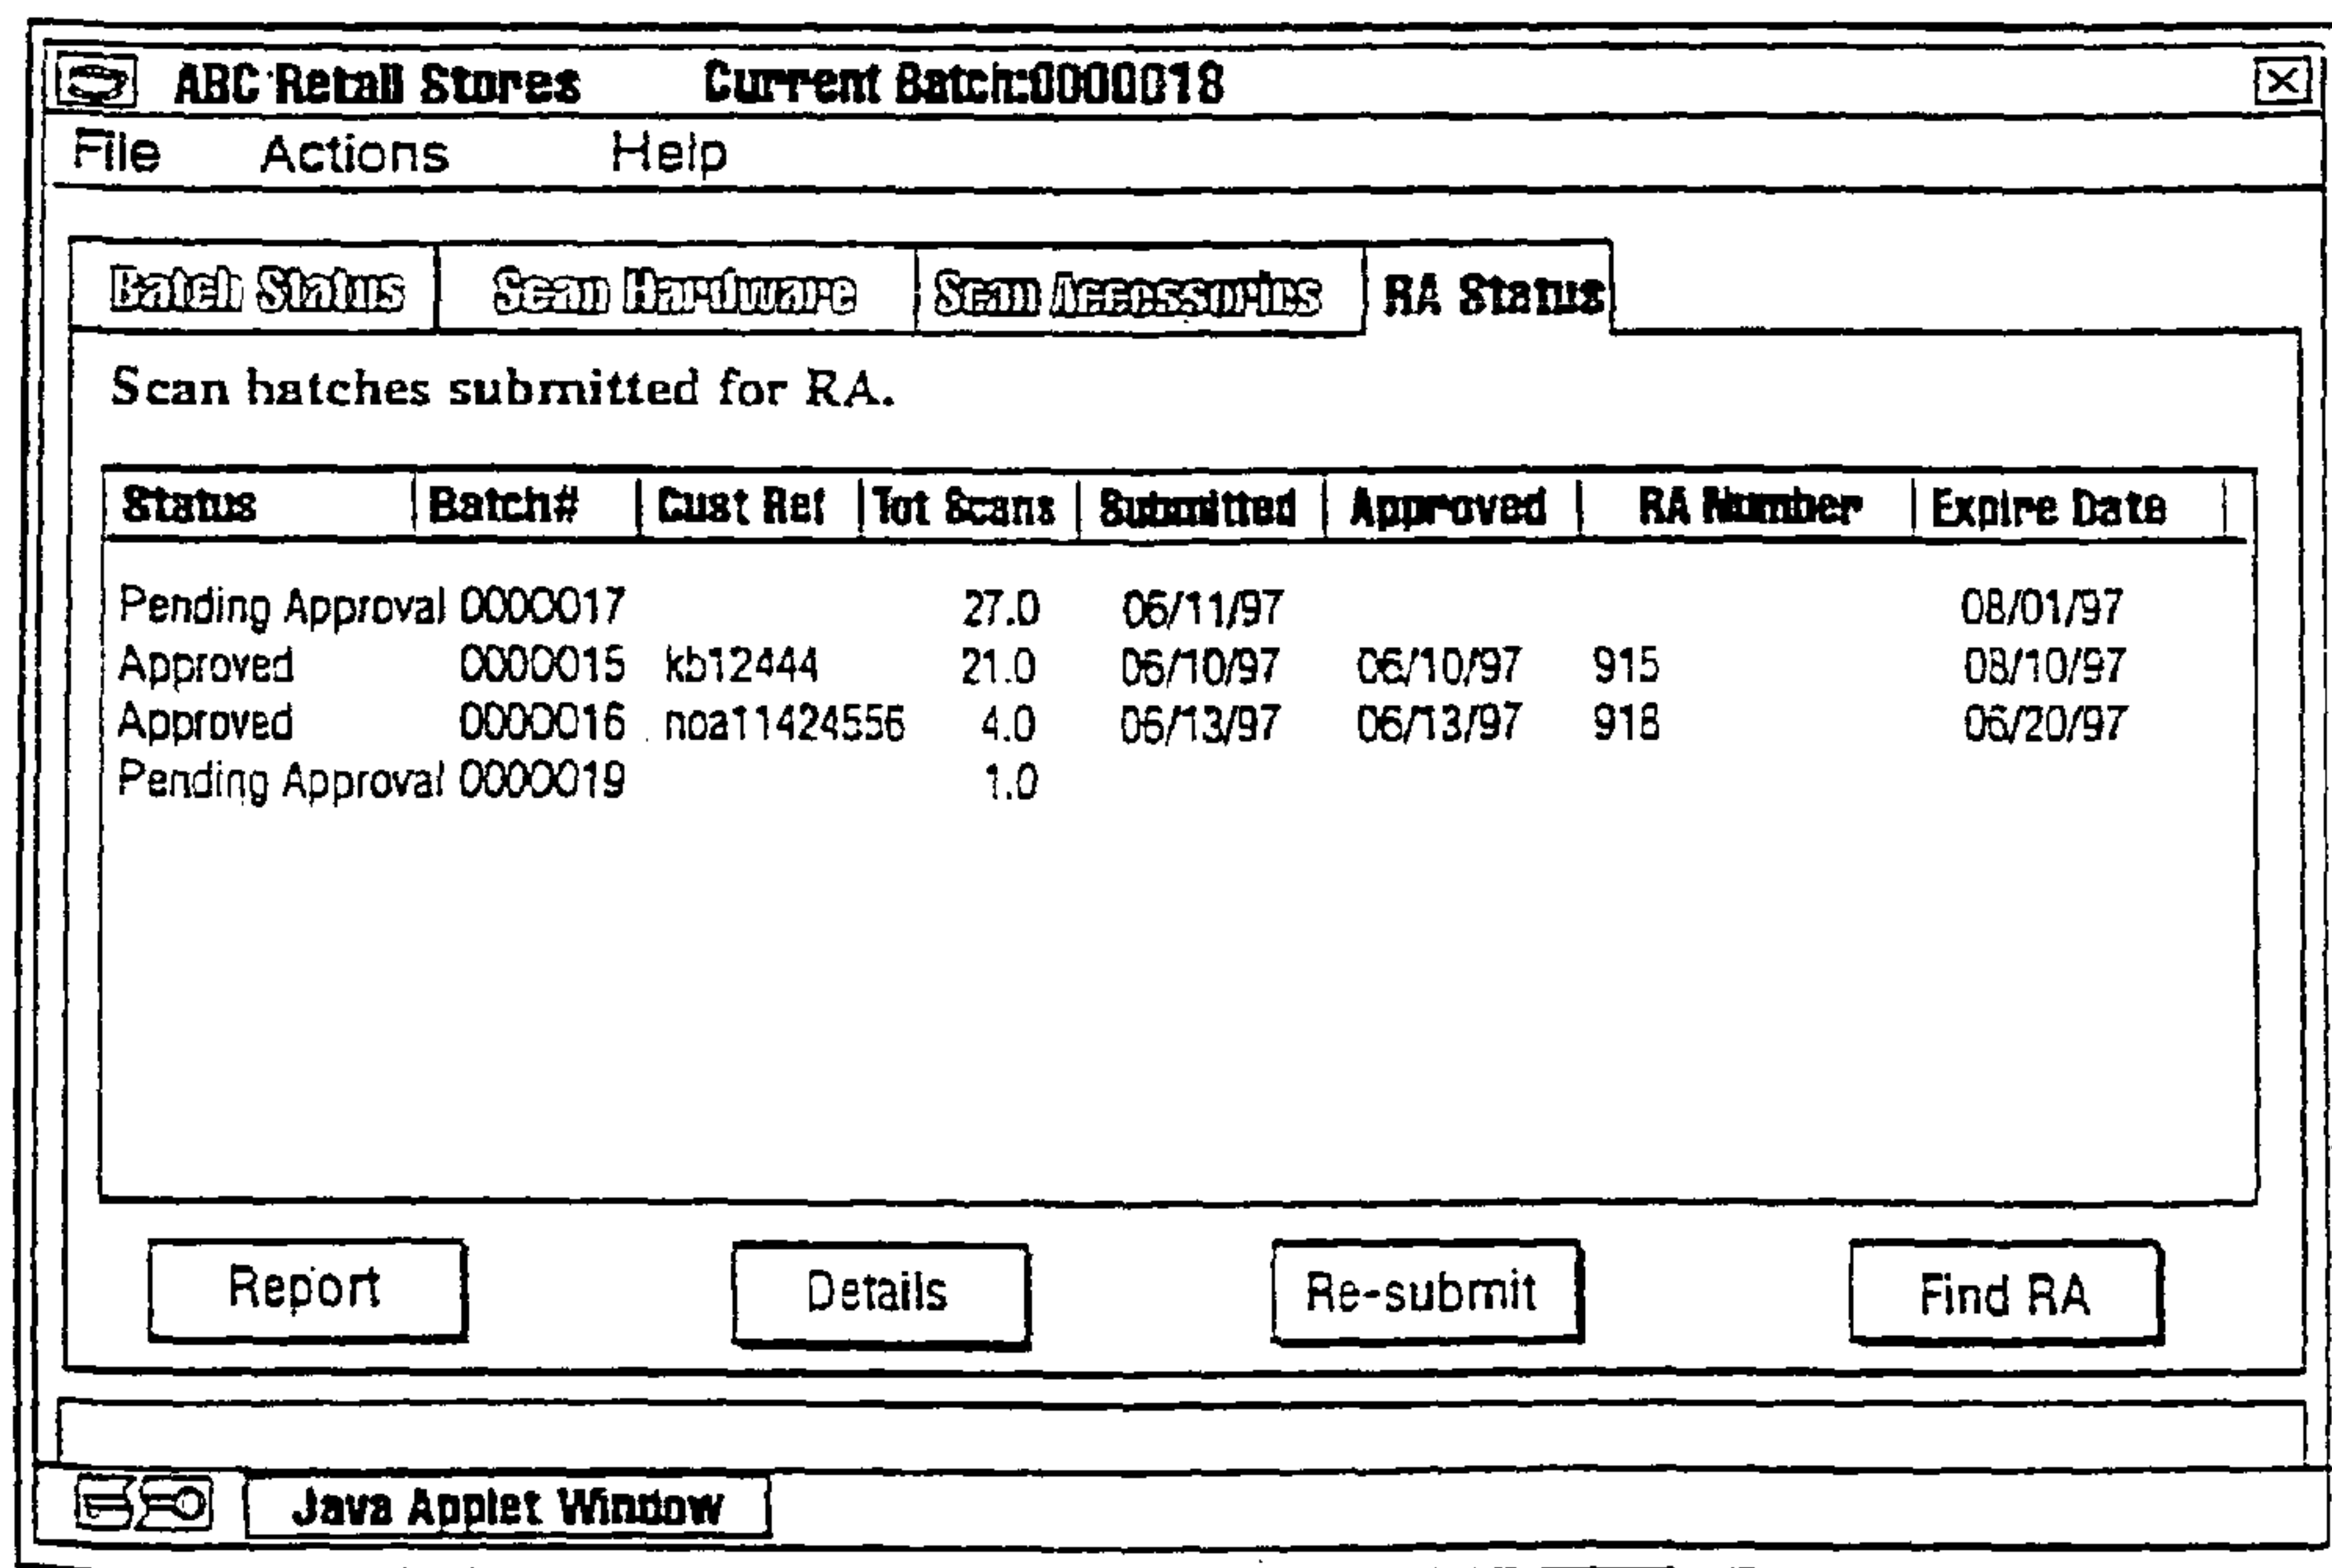 ABC Retail Stores Current Batch:0000018
File Actions Help
Batch Status Scan Hardware Scan Accessories RA Status
Scan batches submitted for RA.
Status Batch# Cust Ref Tot Scans Submitted Approved RA Number Expire Date
Pending Approval 0000017 27.0 06/11/97 08/01/97
Approved 0000015 kb12444 21.0 06/10/97 06/10/97 915 08/10/97
Approved 0000016 noa11424556 4.0 06/13/97 06/13/97 918 06/20/97
Pending Approval 0000019 1.0
Report Details Re-submit Find RA
Java Applet Window